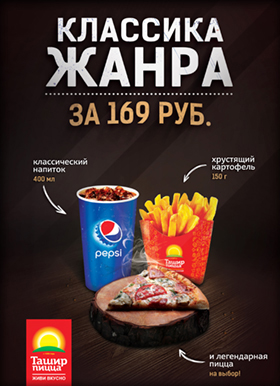 КЛАССИКА
ЖАНРА
ЗА 169 РУБ.
классический
напиток
400 мл
хрустящий
картофель
150 г
pepsi
и легендарная
пицца
на выбор!
Ташир
пицца
ЖИВИ ВКУСНО